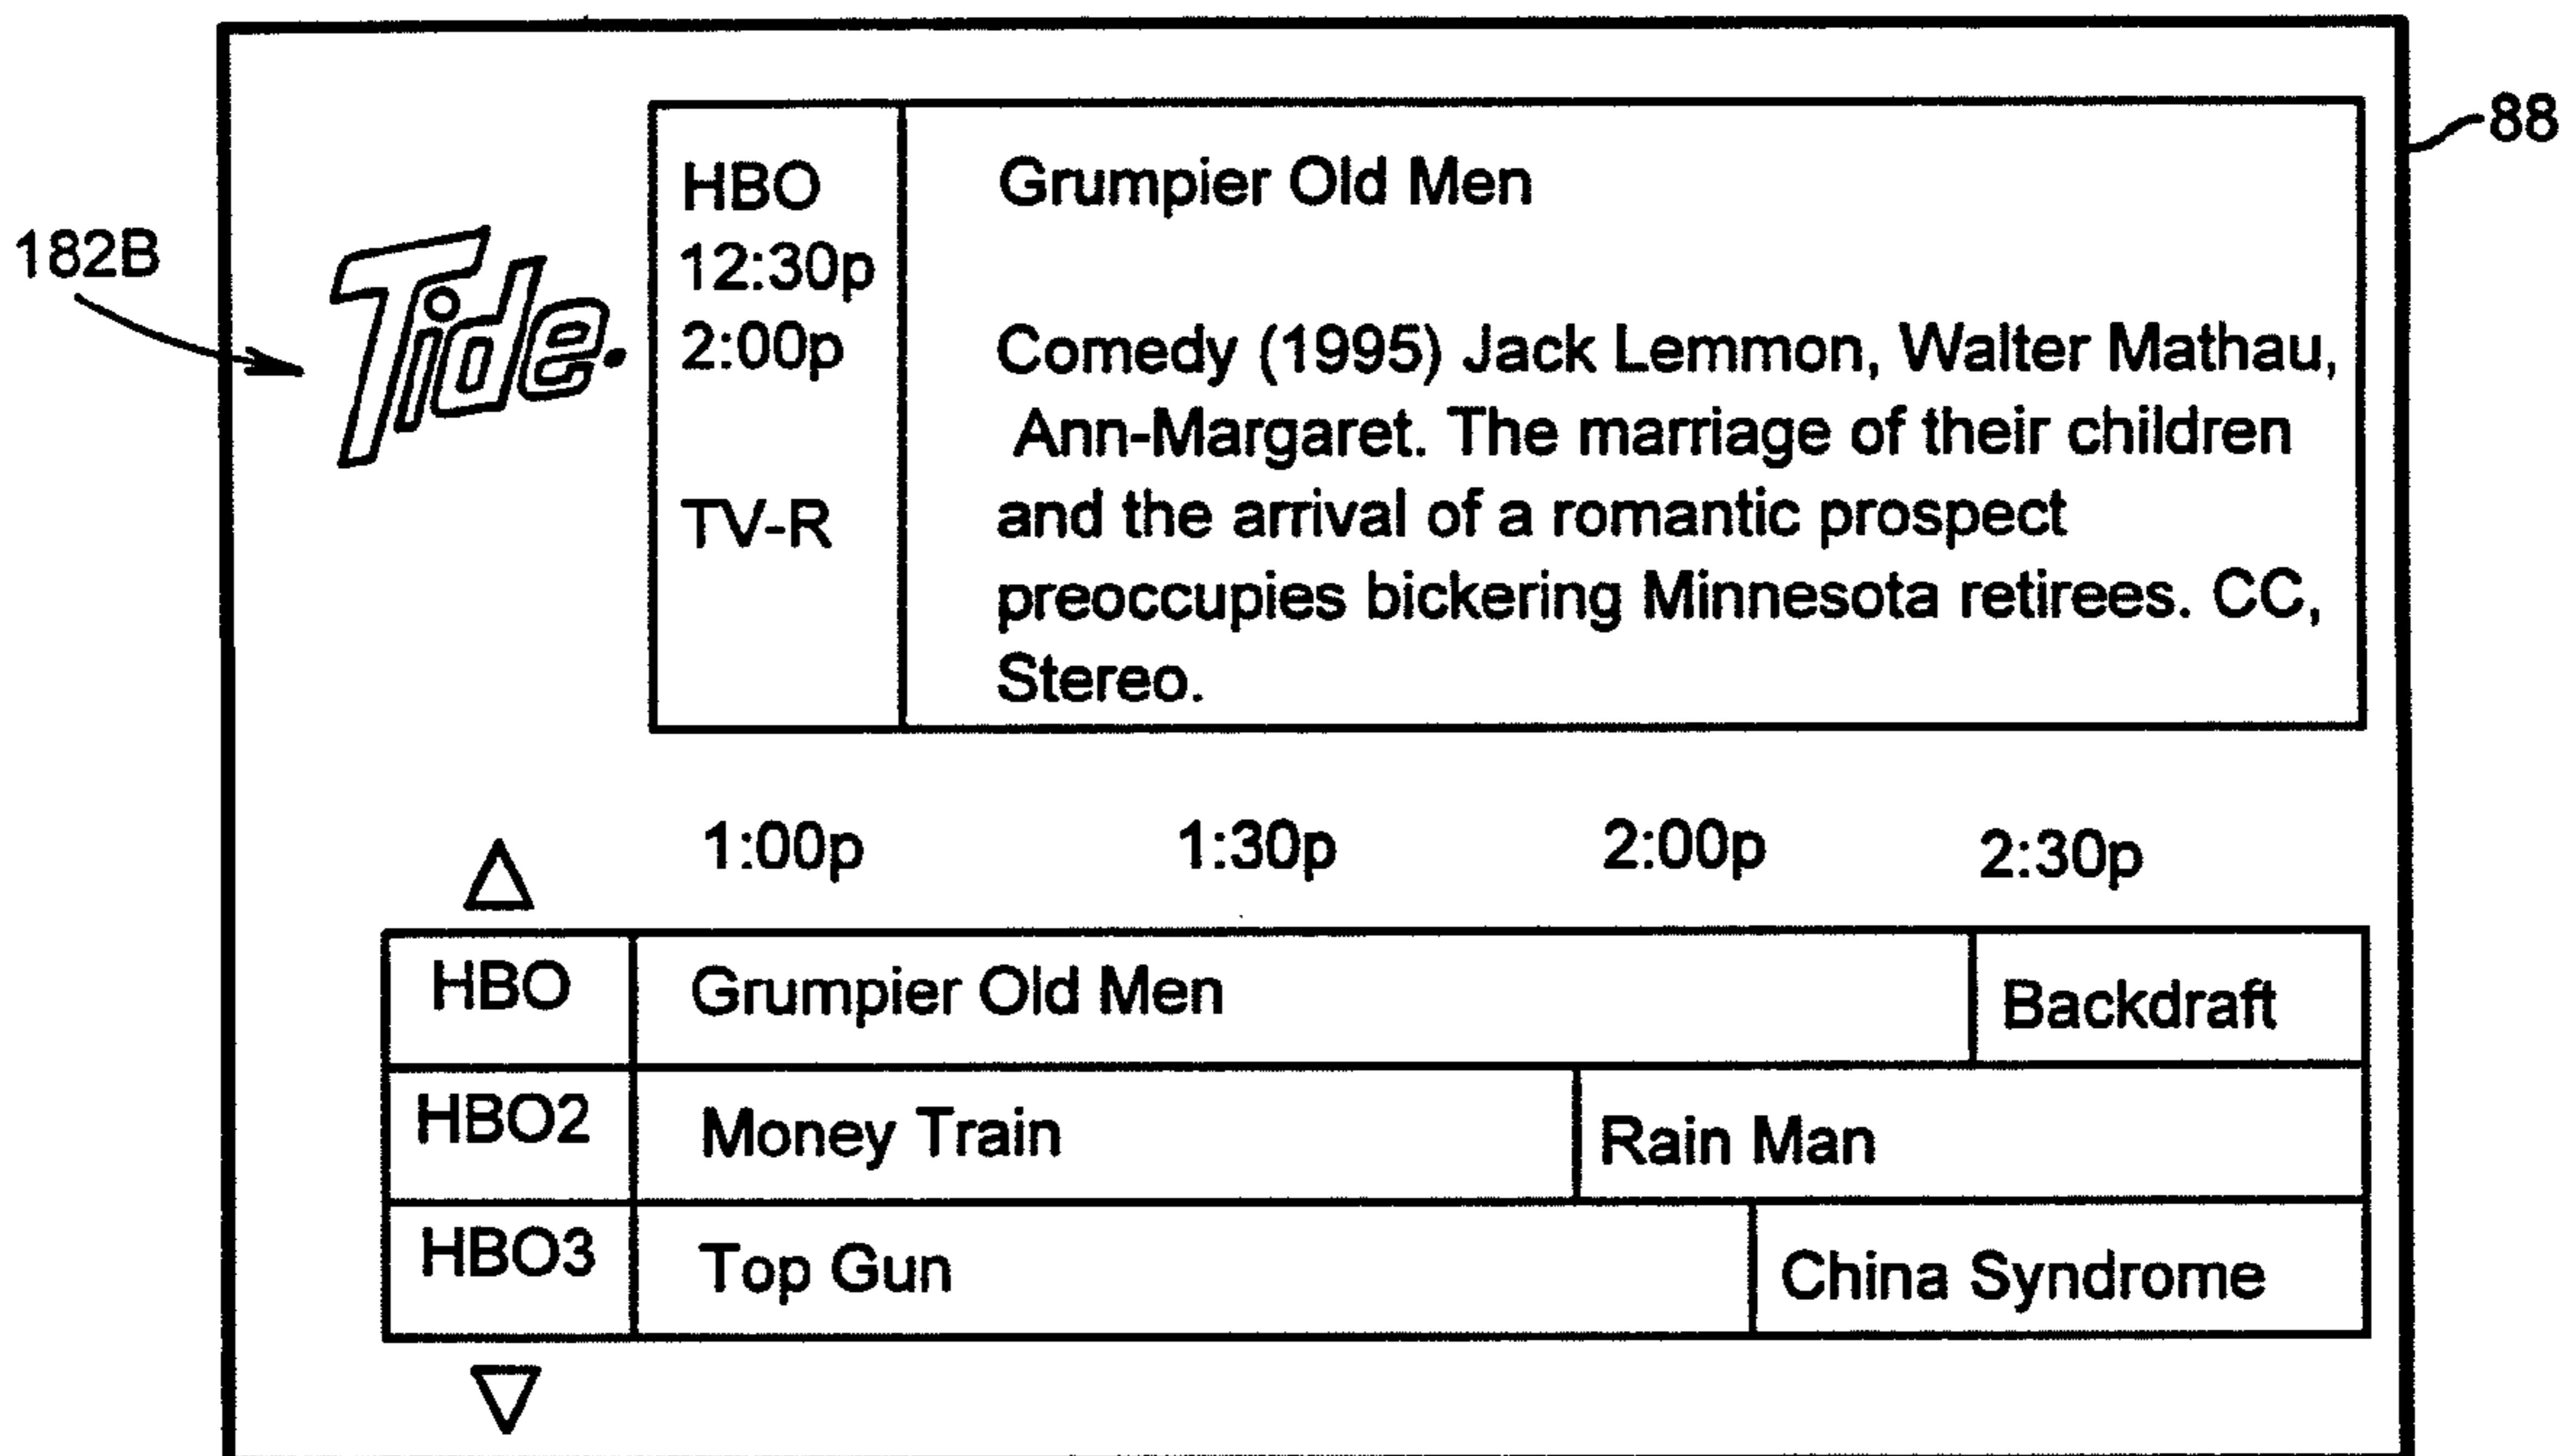 88
182B
Tide.
HBO
12:30p
2:00p
TV-R
Grumpier Old Men
Comedy (1995) Jack Lemmon, Walter Mathau,
Ann-Margaret. The marriage of their children
and the arrival of a romantic prospect
preoccupies bickering Minnesota retirees. CC,
Stereo.
1:00p 1:30p 2:00p 2:30p
HBO Grumpier Old Men Backdraft
HBO2 Money Train Rain Man
HBO3 Top Gun China Syndrome